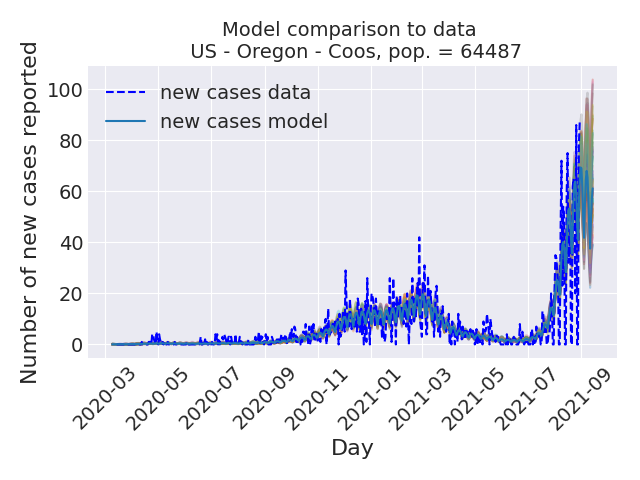 Model comparison to data
US - Oregon - Coos, pop. = 64487
Number of new cases reported
100
80
60
40
20
0
new cases data
new cases model
2020-03
2020-05
2020-07
2020-09
2020-11
2021-01
2021-03
2021-05
2021-07
2021-09
Day